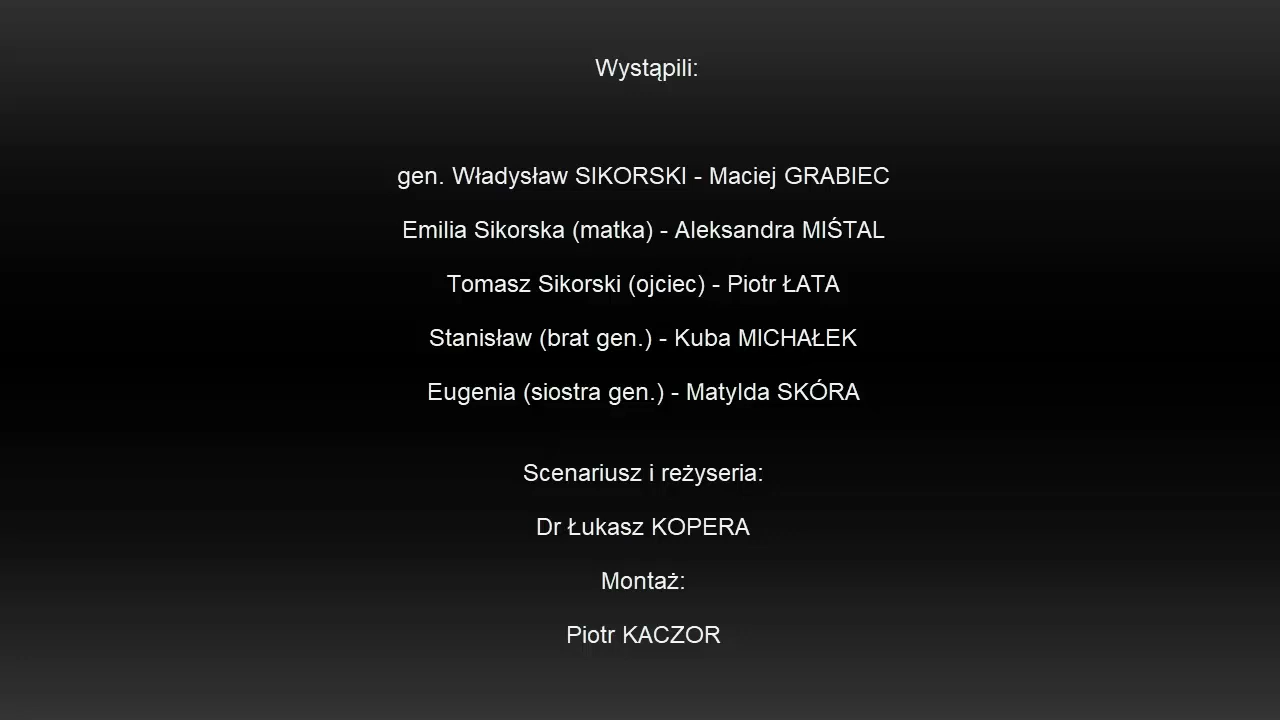 Wystąpili:
gen. Władysław SIKORSKI - Maciej GRABIEC
Emilia Sikorska (matka) - Aleksandra MIŚTAL
Tomasz Sikorski (ojciec) - Piotr ŁATA
Stanisław (brat gen.) - Kuba MICHAŁEK
Eugenia (siostra gen.) - Matylda SKÓRA
Scenariusz i reżyseria:
Dr Łukasz KOPERA
Montaż:
Piotr KACZOR